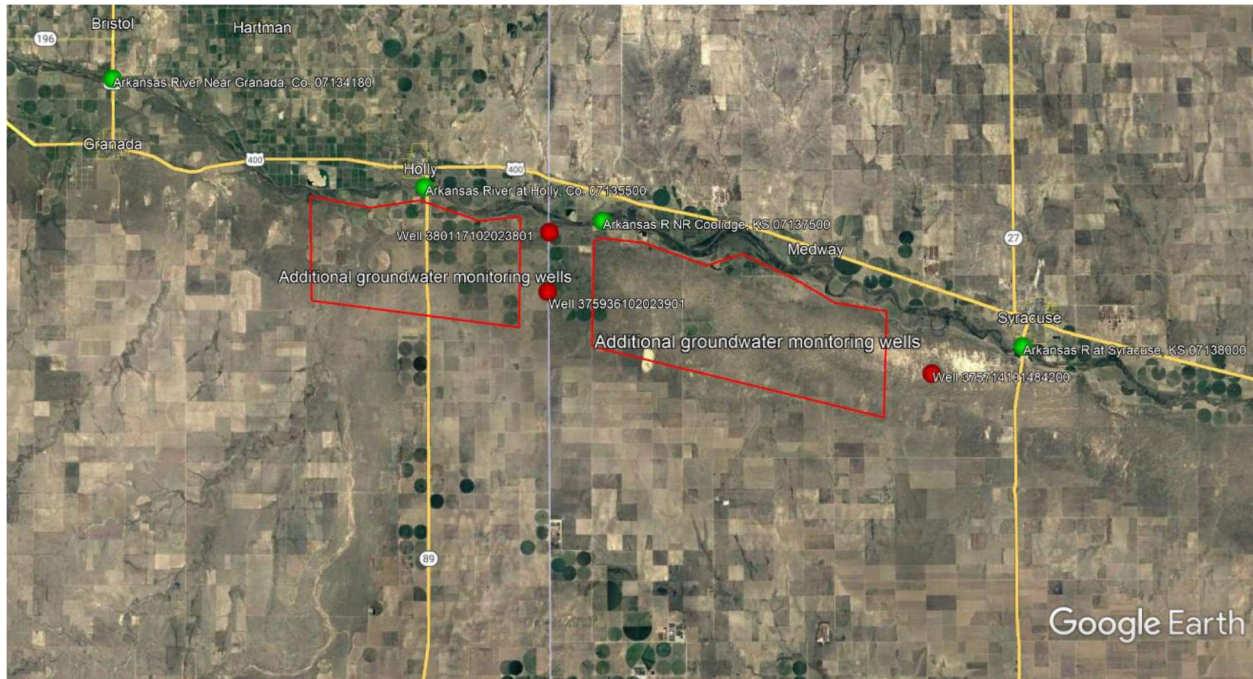 Bristol
Hartman
196
Arkansas River Near Granada, Co. 07134180
Granada
400
Holly
400
Arkansas River at Holly, Co. 07135500
Arkansas R NR Coolidge, KS 07137500
Well 380117102023801
27
Medway
Additional groundwater monitoring wells
Well 375936102023901
Syracuse
Additional groundwater monitoring wells
Arkansas R at Syracuse, KS 07138000
Well 375714101484200
89
Google Earth